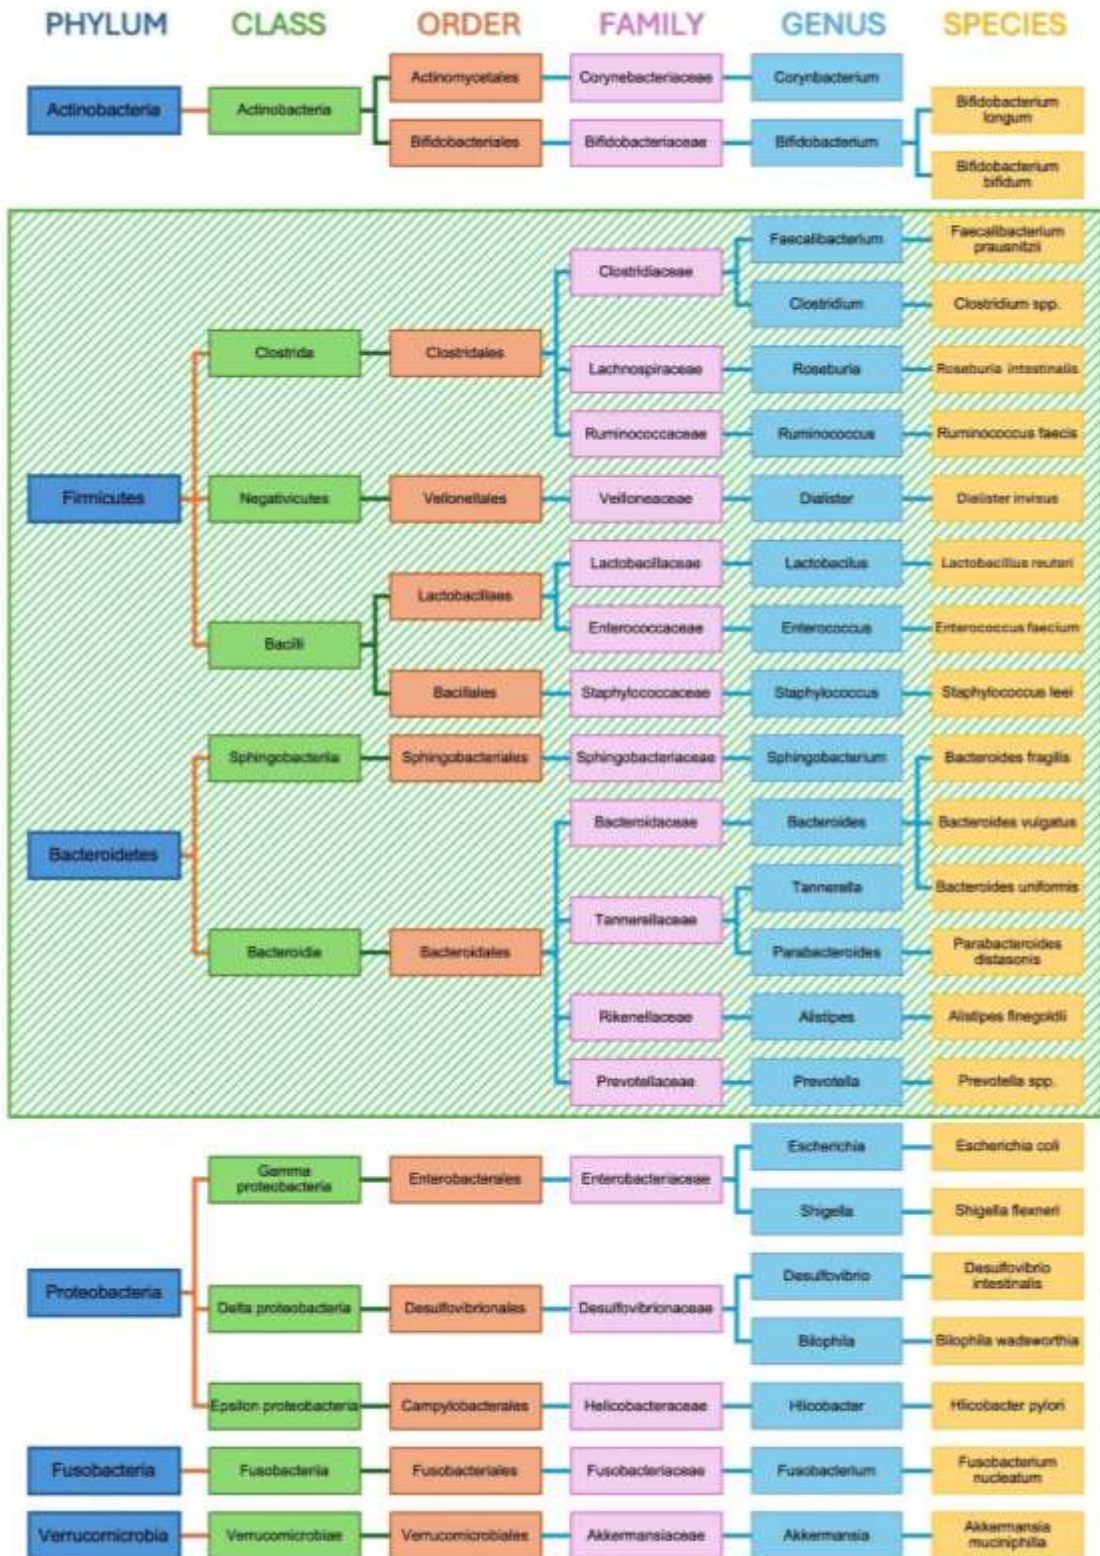 PHYLUM CLASS ORDER FAMILY GENUS SPECIES
Actinomycetales Corynebacteriaceae Corynbacterium
Actinobacteria Actinobacteria
Bifidobacterium
longum
Bifidobacteriales Bifidobacteriaceae Bifidobacterium
Bifidobacterium
bifidum
Faecalibacterium
Faecalibacterium
prausnitzii
Clostridiaceae
Clostridium Clostridium spp.
Clostrida Clostridales
Lachnospiraceae Roseburia Roseburia intestinalis
Ruminococcaceae Ruminococcus Ruminococcus faecis
Firmicutes Negativicutes Vellonellales Veilloneaceae Dialister Dialister invisus
Lactobacillaceae Lactobacilus Lactobacillus reuteri
Lactobacillaes
Enterococcaceae Enterococcus Enterococcus faecium
Bacilli
Bacillales Staphylococcaceae Staphylococcus Staphylococcus leei
Sphingobacteriia Sphingobacteriales Sphingobacteriaceae Sphingobacterium Bacteroides fragilis
Bacteroidaceae Bacteroides Bacteroides vulgatus
Bacteroidetes
Tannerella Bacteroides uniformis
Tannerellaceae
Bacteroidia Bacteroidales Parabacteroides
Parabacteroides
distasonis
Rikenellaceae Alistipes Alistipes finegoldii
Prevotellaceae Prevotella Prevotella spp.
Escherichia Escherichia coli
Gamma
proteobacteria
Enterobacterales Enterobacteriaceae
Shigella Shigella flexneri
Proteobacteria
Desulfovibrio
Desulfovibrio
intestinalis
Delta proteobacteria Desulfovibrionales Desulfovibrionaceae
Bilophila Bilophila wadsworthia
Epsilon proteobacteria Campylobacterales Helicobacteraceae Hlicobacter Hlicobacter pylori
Fusobacteria Fusobacteriia Fusobacteriales Fusobacteriaceae Fusobacterium
Fusobacterium
nucleatum
Verrucomicrobia Verrucomicrobiae Verrucomicrobiales Akkermansiaceae Akkermansia
Akkermansia
muciniphilla